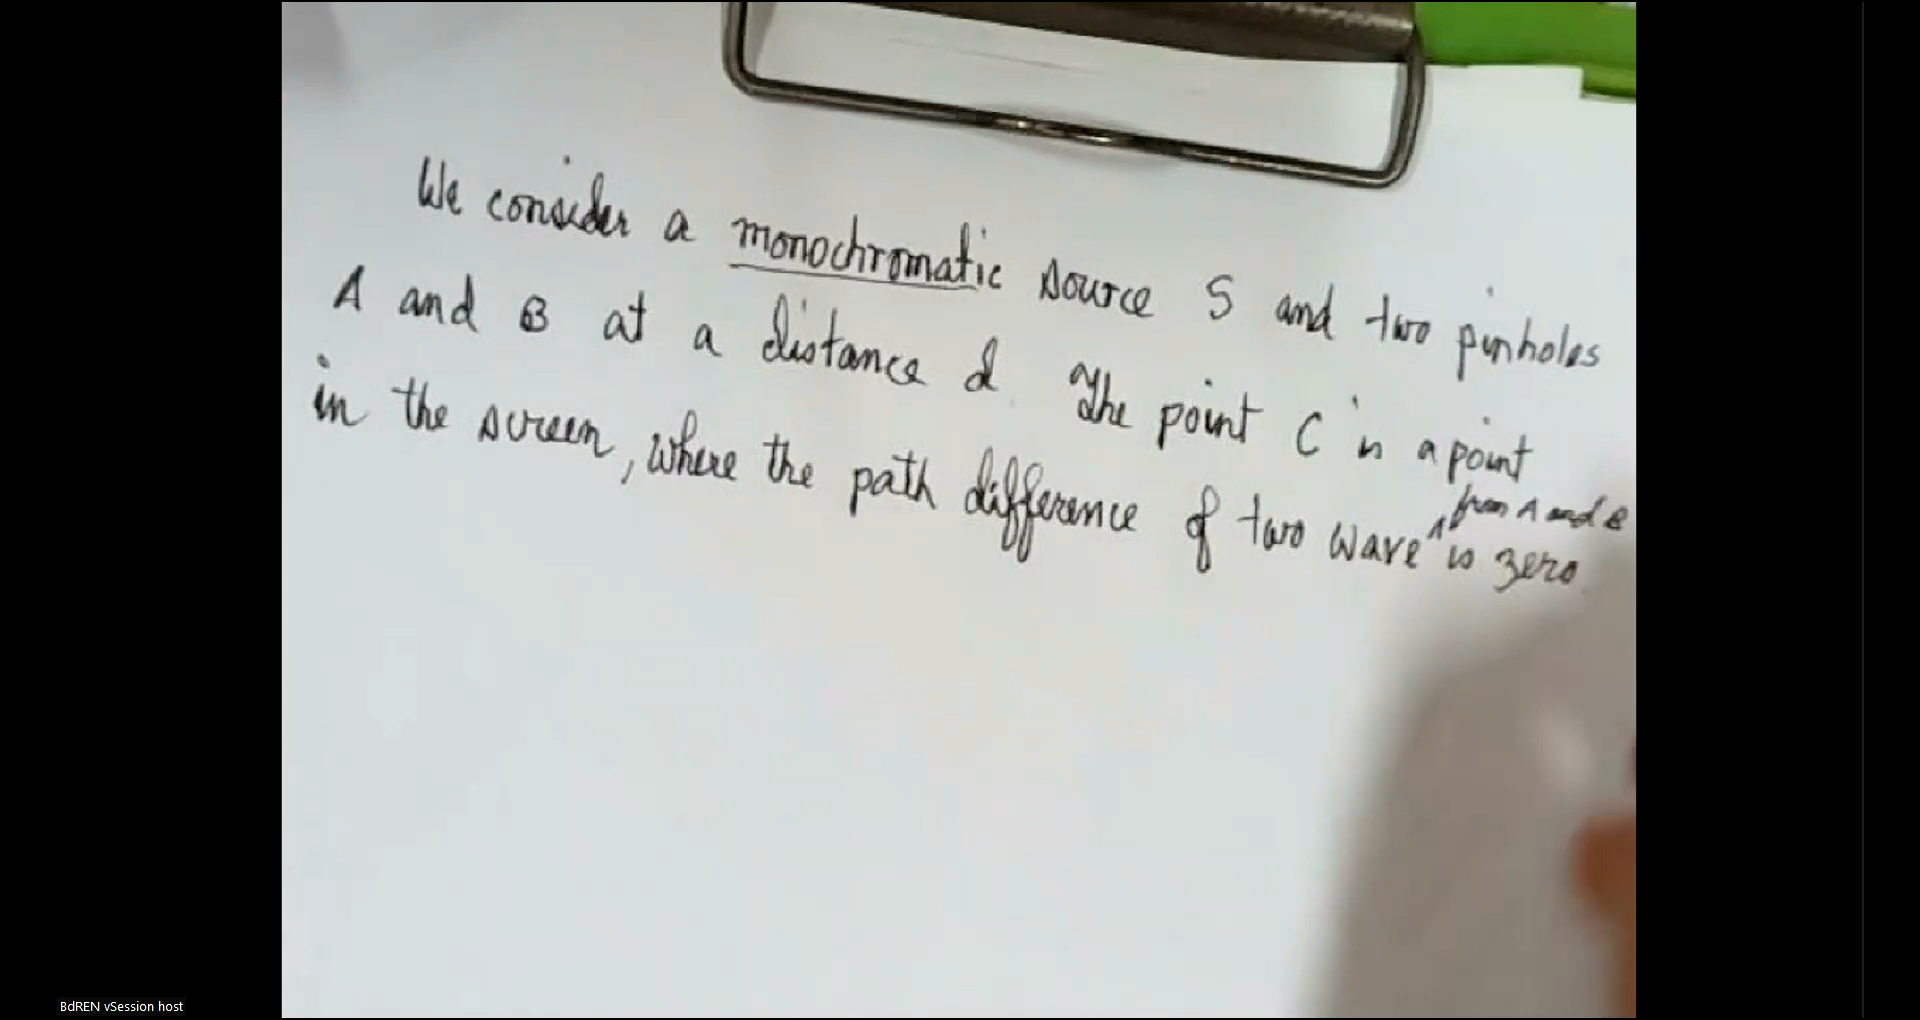 We consider a monochromatic source S and two pinholes
A and B at a distance d. The point C is a point
in the screen, where the path difference of two wave ^ from A and B is zero.
BdREN vSession host